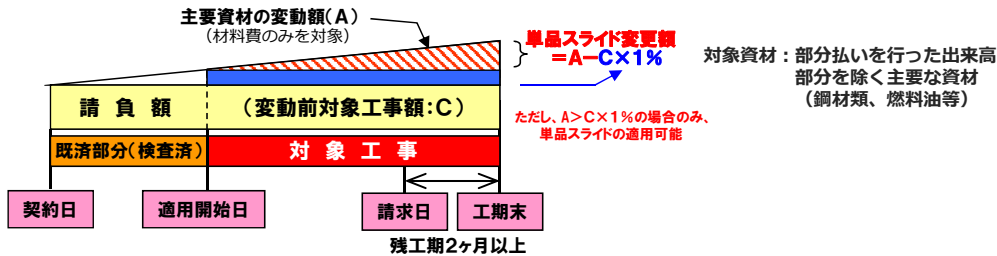 主要資材の変動額(A)
(材料費のみを対象)
単品スライド変更額
=A-C×1%
対象資材:部分払いを行った出来高
部分を除く主要な資材
(鋼材類、燃料油等)
請負額
(変動前対象工事額:C)
ただし、A>C×1%の場合のみ、
単品スライドの適用可能
既済部分(検査済)
対象工事
契約日
適用開始日
請求日
工期末
残工期2ヶ月以上